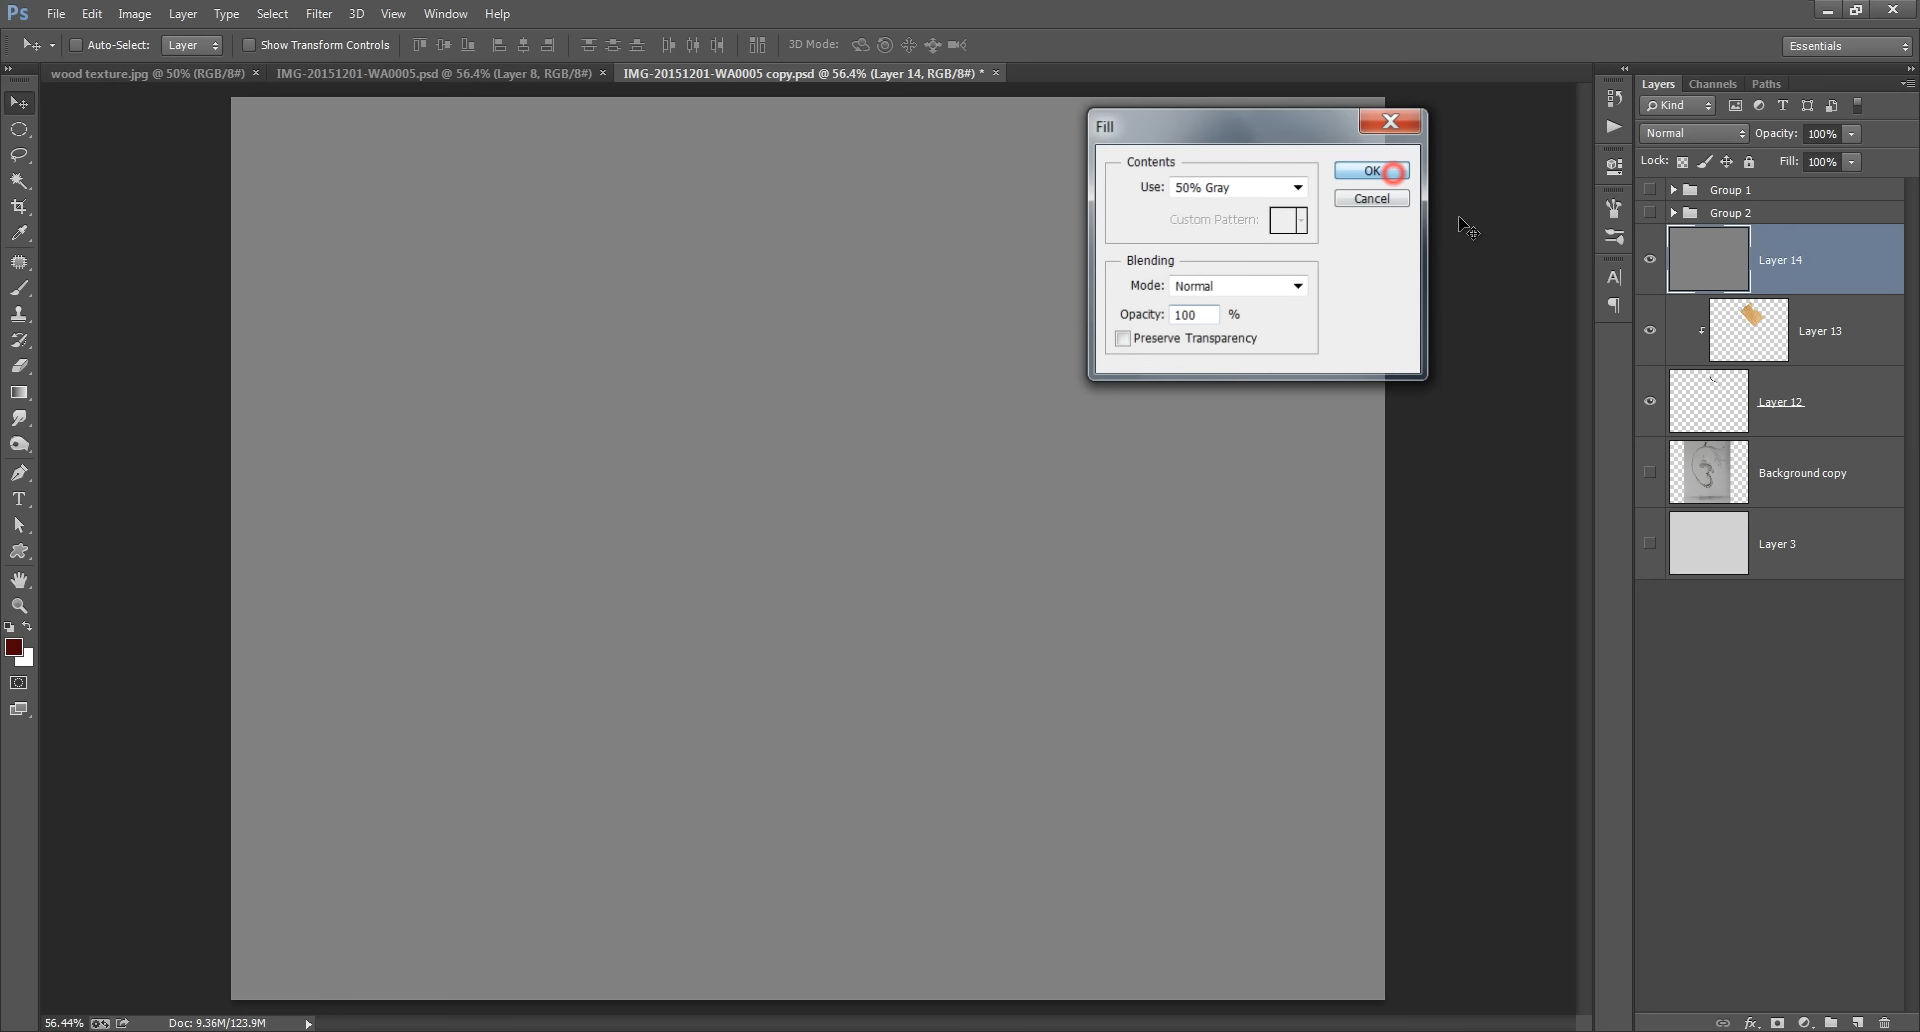 Ps File Edit Image Layer Type Select Filter 3D View Window Help
Auto-Select: Layer Show Transform Controls 3D Mode: Essentials
wood texture.jpg @ 50% (RGB/8#) × IMG-20151201-WA0005.psd @ 56.4% (Layer 8, RGB/8#) × IMG-20151201-WA0005 copy.psd @ 56.4% (Layer 14, RGB/8#) * ×
Layers Channels Paths
Kind
Normal Opacity: 100%
Lock: Fill: 100%
Group 1
Group 2
Layer 14
Layer 13
Layer 12
Background copy
Layer 3
Fill
Contents
Use: 50% Gray
Custom Pattern:
OK
Cancel
Blending
Mode: Normal
Opacity: 100 %
Preserve Transparency
56.44% Doc: 9.36M/123.9M